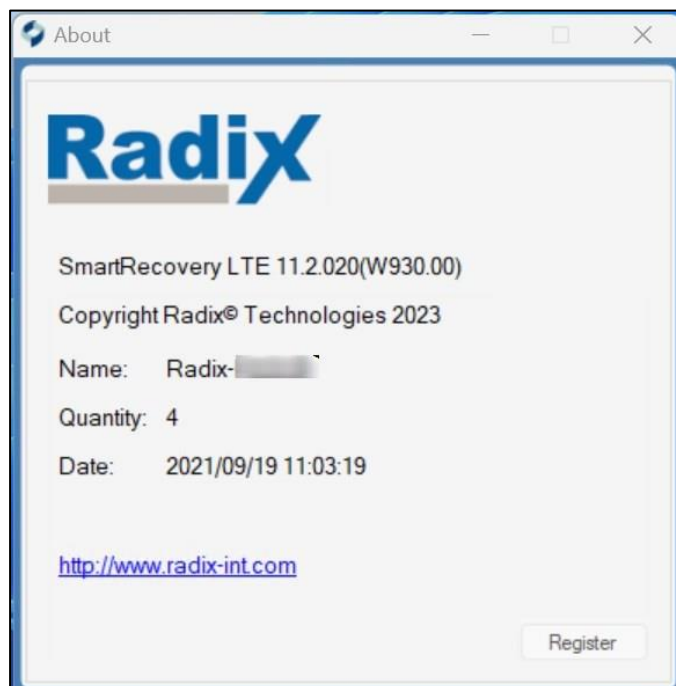 About
Radix
SmartRecovery LTE 11.2.020(W930.00)
Copyright Radix© Technologies 2023
Name: Radix-
Quantity: 4
Date: 2021/09/19 11:03:19
http://www.radix-int.com
Register